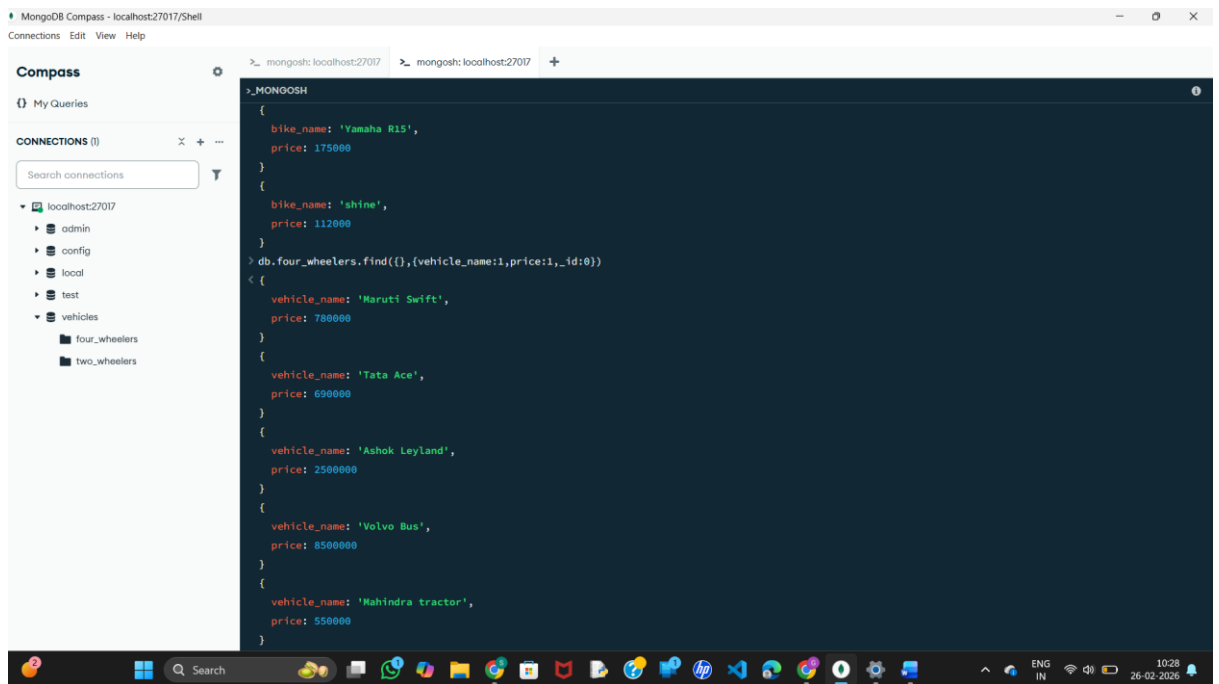 MongoDB Compass - localhost:27017/Shell
Connections Edit View Help
Compass
{} My Queries
CONNECTIONS (1)
Search connections
localhost:27017
admin
config
local
test
vehicles
four_wheelers
two_wheelers
>_ mongosh: localhost:27017 >_ mongosh: localhost:27017 +
>_MONGOSH
{
bike_name: 'Yamaha R15',
price: 175000
}
{
bike_name: 'shine',
price: 112000
}
> db.four_wheelers.find({},{vehicle_name:1,price:1,_id:0})
< {
vehicle_name: 'Maruti Swift',
price: 780000
}
{
vehicle_name: 'Tata Ace',
price: 690000
}
{
vehicle_name: 'Ashok Leyland',
price: 2500000
}
{
vehicle_name: 'Volvo Bus',
price: 8500000
}
{
vehicle_name: 'Mahindra tractor',
price: 550000
}
2
Search
1
2
hp
ENG
IN
10:28
26-02-2026